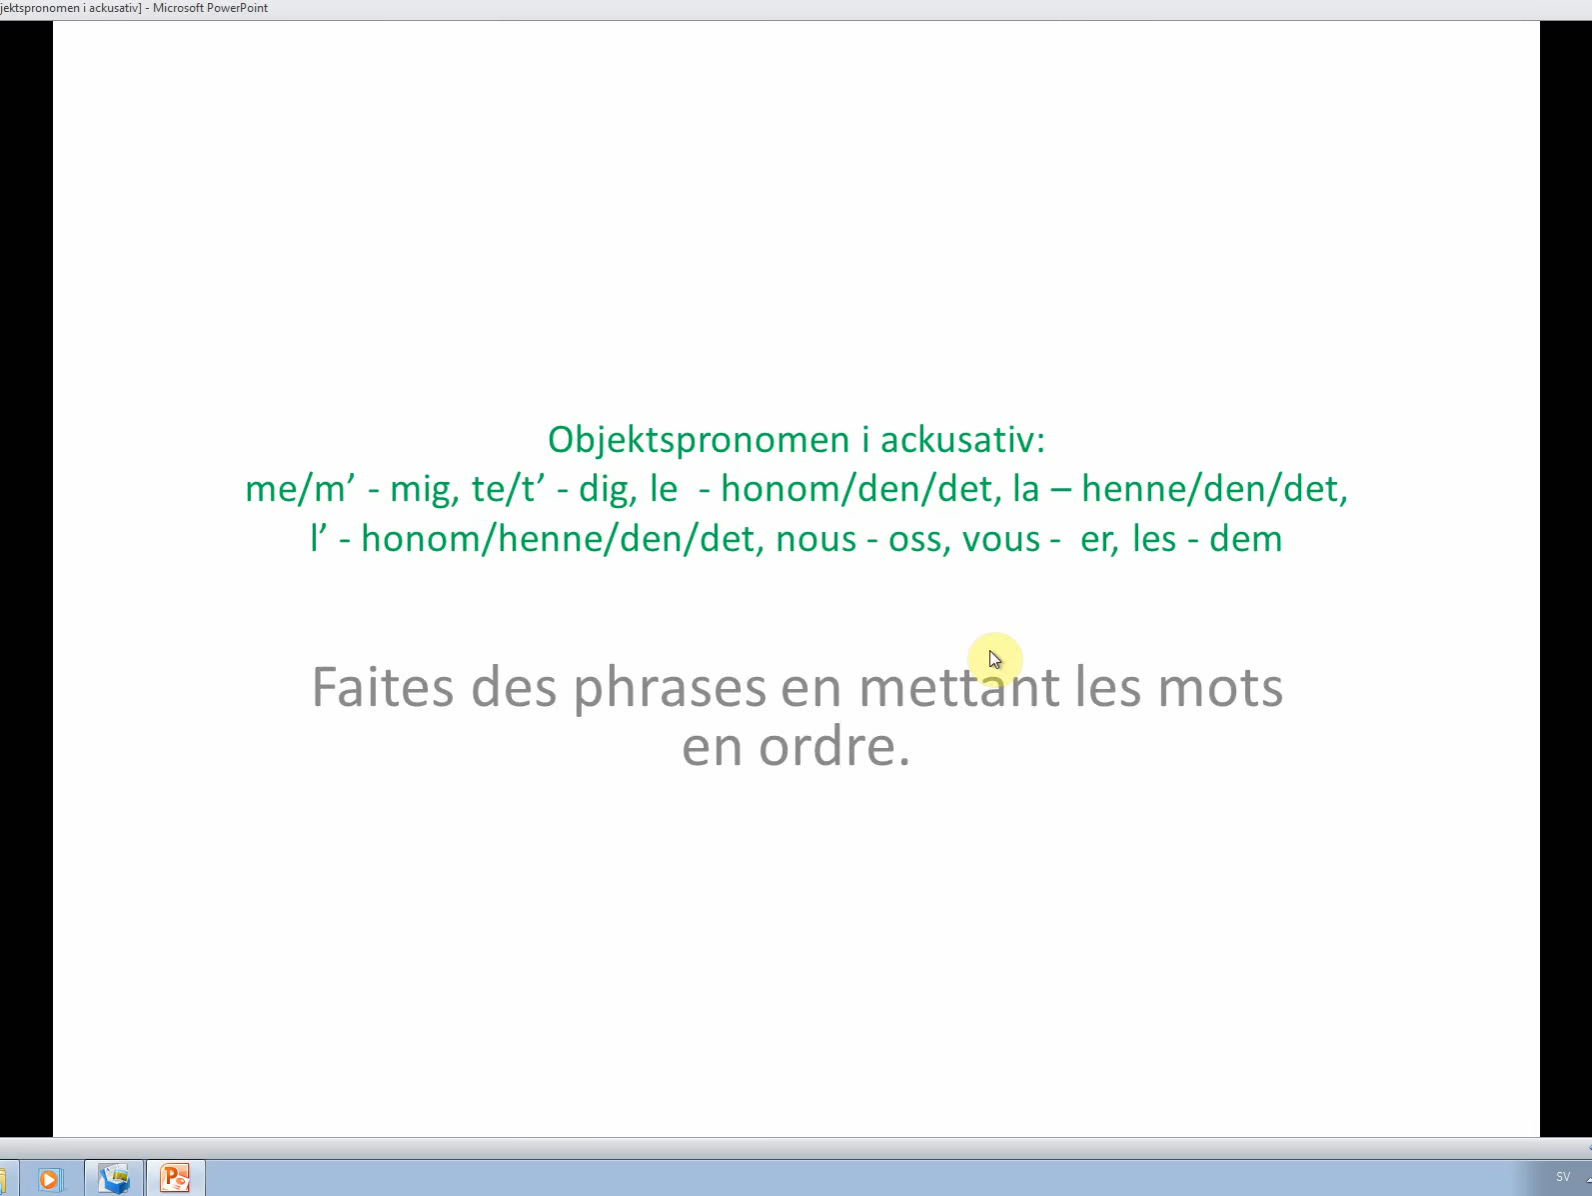 jektspronomen i ackusativ] - Microsoft PowerPoint
Objektspronomen i ackusativ:
me/m’ - mig, te/t’ - dig, le - honom/den/det, la – henne/den/det,
l’ - honom/henne/den/det, nous - oss, vous - er, les - dem
Faites des phrases en mettant les mots
en ordre.
SV